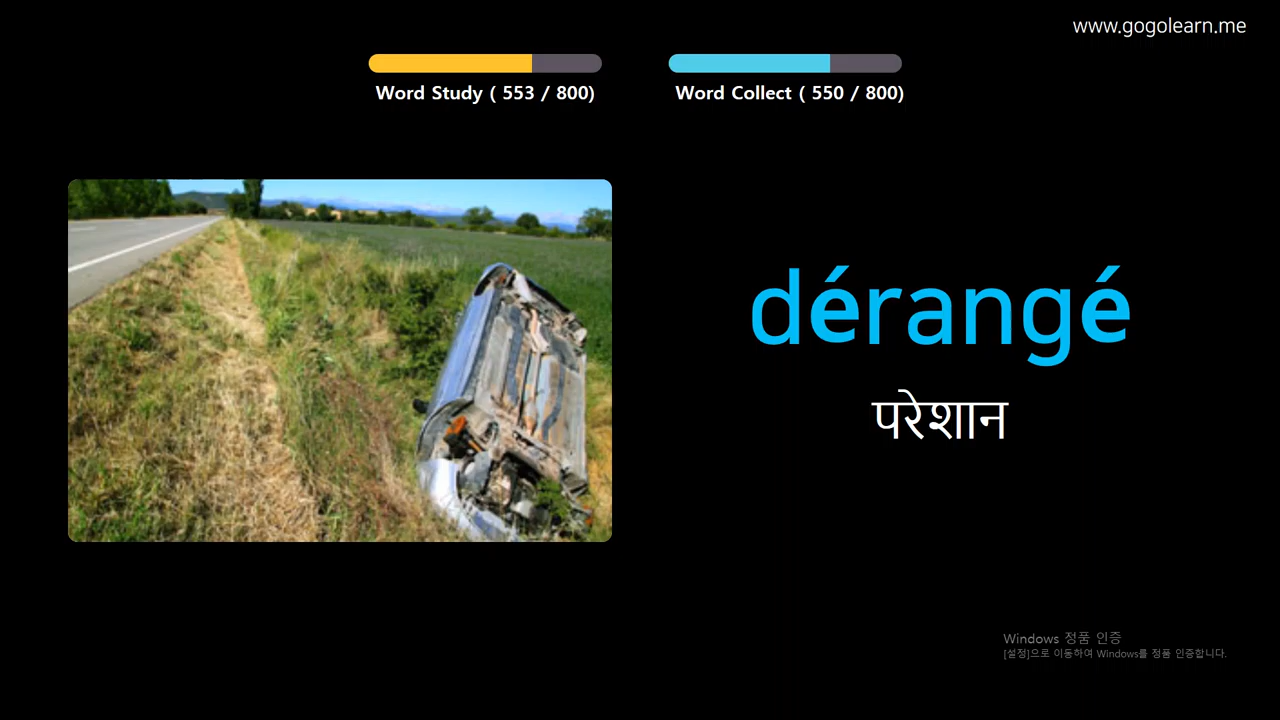 www.gogolearn.me
Word Study ( 553 / 800)
Word Collect ( 550 / 800)
dérangé
परेशान
Windows 정품 인증
[설정]으로 이동하여 Windows를 정품 인증합니다.